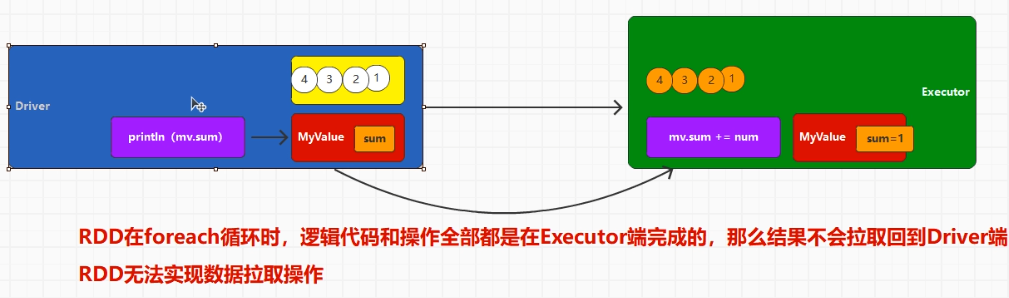 4 3 2 1
Driver
println（mv.sum）
MyValue
sum
4 3 2 1
Executor
mv.sum += num
MyValue
sum=1
RDD在foreach循环时，逻辑代码和操作全部都是在Executor端完成的，那么结果不会拉取回到Driver端
RDD无法实现数据拉取操作